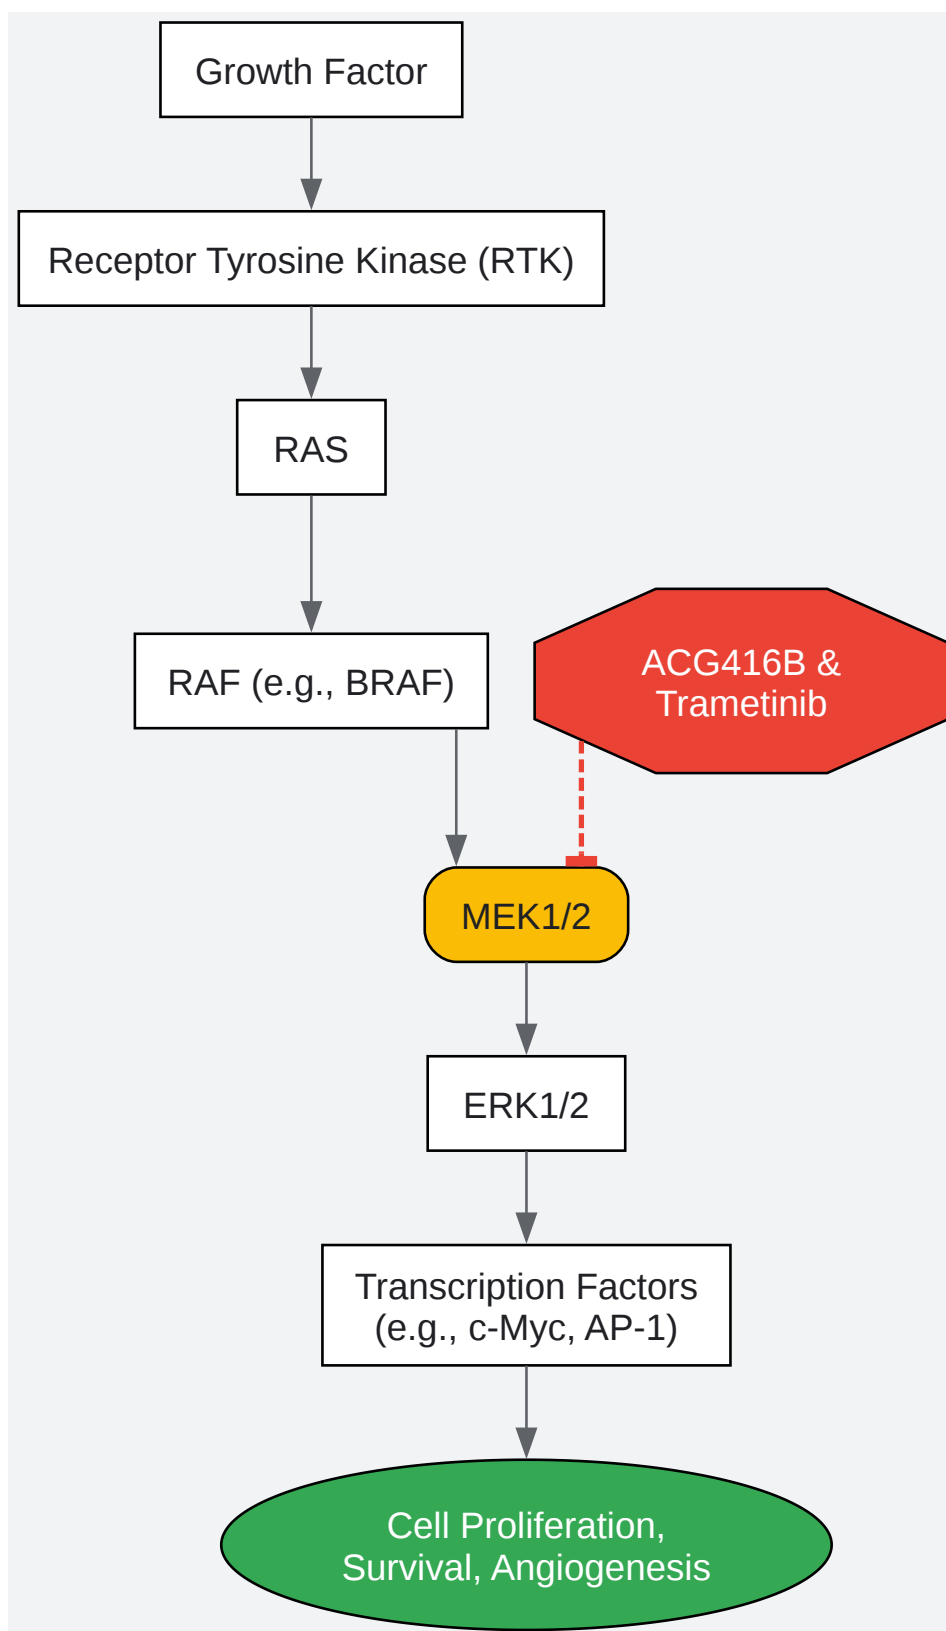 Growth Factor
Receptor Tyrosine Kinase (RTK)
RAS
RAF (e.g., BRAF)
ACG416B &
Trametinib
MEK1/2
ERK1/2
Transcription Factors
(e.g., c-Myc, AP-1)
Cell Proliferation,
Survival, Angiogenesis